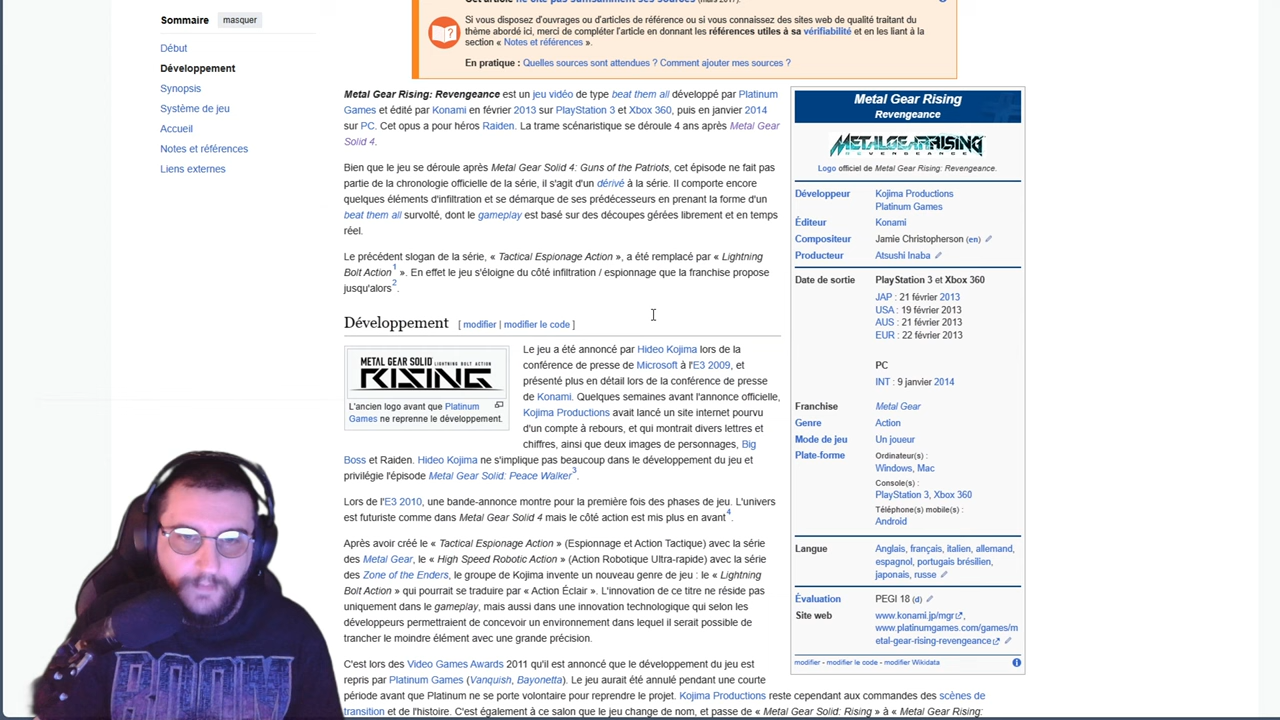 Sommaire masquer
Début
Développement
Synopsis
Système de jeu
Accueil
Notes et références
Liens externes
Cet article ne cite pas suffisamment ses sources (mars 2017).
Si vous disposez d'ouvrages ou d'articles de référence ou si vous connaissez des sites web de qualité traitant du
thème abordé ici, merci de compléter l'article en donnant les références utiles à sa vérifiabilité et en les liant à la
section « Notes et références ».
En pratique : Quelles sources sont attendues ? Comment ajouter mes sources ?
Metal Gear Rising: Revengeance est un jeu vidéo de type beat them all développé par Platinum
Games et édité par Konami en février 2013 sur PlayStation 3 et Xbox 360, puis en janvier 2014
sur PC. Cet opus a pour héros Raiden. La trame scénaristique se déroule 4 ans après Metal Gear
Solid 4.
Bien que le jeu se déroule après Metal Gear Solid 4: Guns of the Patriots, cet épisode ne fait pas
partie de la chronologie officielle de la série, il s'agit d'un dérivé à la série. Il comporte encore
quelques éléments d'infiltration et se démarque de ses prédécesseurs en prenant la forme d'un
beat them all survolté, dont le gameplay est basé sur des découpes gérées librement et en temps
réel.
Le précédent slogan de la série, « Tactical Espionage Action », a été remplacé par « Lightning
Bolt Action1 ». En effet le jeu s'éloigne du côté infiltration / espionnage que la franchise propose
jusqu'alors2.
Développement [ modifier | modifier le code ]
METAL GEAR SOLID LIGHTNING BOLT ACTION
RISING
L'ancien logo avant que Platinum
Games ne reprenne le développement.
Le jeu a été annoncé par Hideo Kojima lors de la
conférence de presse de Microsoft à l'E3 2009, et
présenté plus en détail lors de la conférence de presse
de Konami. Quelques semaines avant l'annonce officielle,
Kojima Productions avait lancé un site internet pourvu
d'un compte à rebours, et qui montrait divers lettres et
chiffres, ainsi que deux images de personnages, Big
Boss et Raiden. Hideo Kojima ne s'implique pas beaucoup dans le développement du jeu et
privilégie l'épisode Metal Gear Solid: Peace Walker3.
Lors de l'E3 2010, une bande-annonce montre pour la première fois des phases de jeu. L'univers
est futuriste comme dans Metal Gear Solid 4 mais le côté action est mis plus en avant4.
Après avoir créé le « Tactical Espionage Action » (Espionage et Action Tactique) avec la série
des Metal Gear, le « High Speed Robotic Action » (Action Robotique Ultra-rapide) avec la série
des Zone of the Enders, le groupe de Kojima invente un nouveau genre de jeu : le « Lightning
Bolt Action » qui pourrait se traduire par « Action Éclair ». L'innovation de ce titre ne réside pas
uniquement dans le gameplay, mais aussi dans une innovation technologique qui selon les
développeurs permettraient de concevoir un environnement dans lequel il serait possible de
trancher le moindre élément avec une grande précision.
C'est lors des Video Games Awards 2011 qu'il est annoncé que le développement du jeu est
repris par Platinum Games (Vanquish, Bayonetta). Le jeu aurait été annulé pendant une courte
période avant que Platinum ne se porte volontaire pour reprendre le projet. Kojima Productions reste cependant aux commandes des scènes de
transition et de l'histoire. C'est également à ce salon que le jeu change de nom, et passe de « Metal Gear Solid: Rising » à « Metal Gear Rising:
Metal Gear Rising
Revengeance
METAL GEAR RISING
REVENGEANCE
Logo officiel de Metal Gear Rising: Revengeance.
Développeur Kojima Productions
Platinum Games
Éditeur Konami
Compositeur Jamie Christopherson (en)
Producteur Atsushi Inaba
Date de sortie PlayStation 3 et Xbox 360
JAP : 21 février 2013
USA : 19 février 2013
AUS : 21 février 2013
EUR : 22 février 2013
PC
INT : 9 janvier 2014
Franchise Metal Gear
Genre Action
Mode de jeu Un joueur
Plate-forme Ordinateur(s) :
Windows, Mac
Console(s) :
PlayStation 3, Xbox 360
Téléphone(s) mobile(s) :
Android
Langue Anglais, français, italien, allemand,
espagnol, portugais brésilien,
japonais, russe
Évaluation PEGI 18 (d)
Site web www.konami.jp/mgr,
www.platinumgames.com/games/m
etal-gear-rising-revengeance
modifier - modifier le code - modifier Wikidata